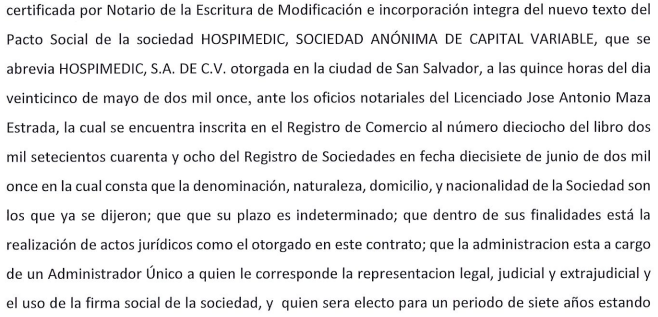 certificada por Notario de la Escritura de Modificación e incorporación integra del nuevo texto del
Pacto Social de la sociedad HOSPIMEDIC, SOCIEDAD ANÓNIMA DE CAPITAL VARIABLE, que se
abrevia HOSPIMEDIC, S.A. DE C.V. otorgada en la ciudad de San Salvador, a las quince horas del dia
veinticinco de mayo de dos mil once, ante los oficios notariales del Licenciado Jose Antonio Maza
Estrada, la cual se encuentra inscrita en el Registro de Comercio al número dieciocho del libro dos
mil setecientos cuarenta y ocho del Registro de Sociedades en fecha diecisiete de junio de dos mil
once en la cual consta que la denominación, naturaleza, domicilio, y nacionalidad de la Sociedad son
los que ya se dijeron; que que su plazo es indeterminado; que dentro de sus finalidades está la
realización de actos jurídicos como el otorgado en este contrato; que la administracion esta a cargo
de un Administrador Único a quien le corresponde la representacion legal, judicial y extrajudicial y
el uso de la firma social de la sociedad, y quien sera electo para un periodo de siete años estando